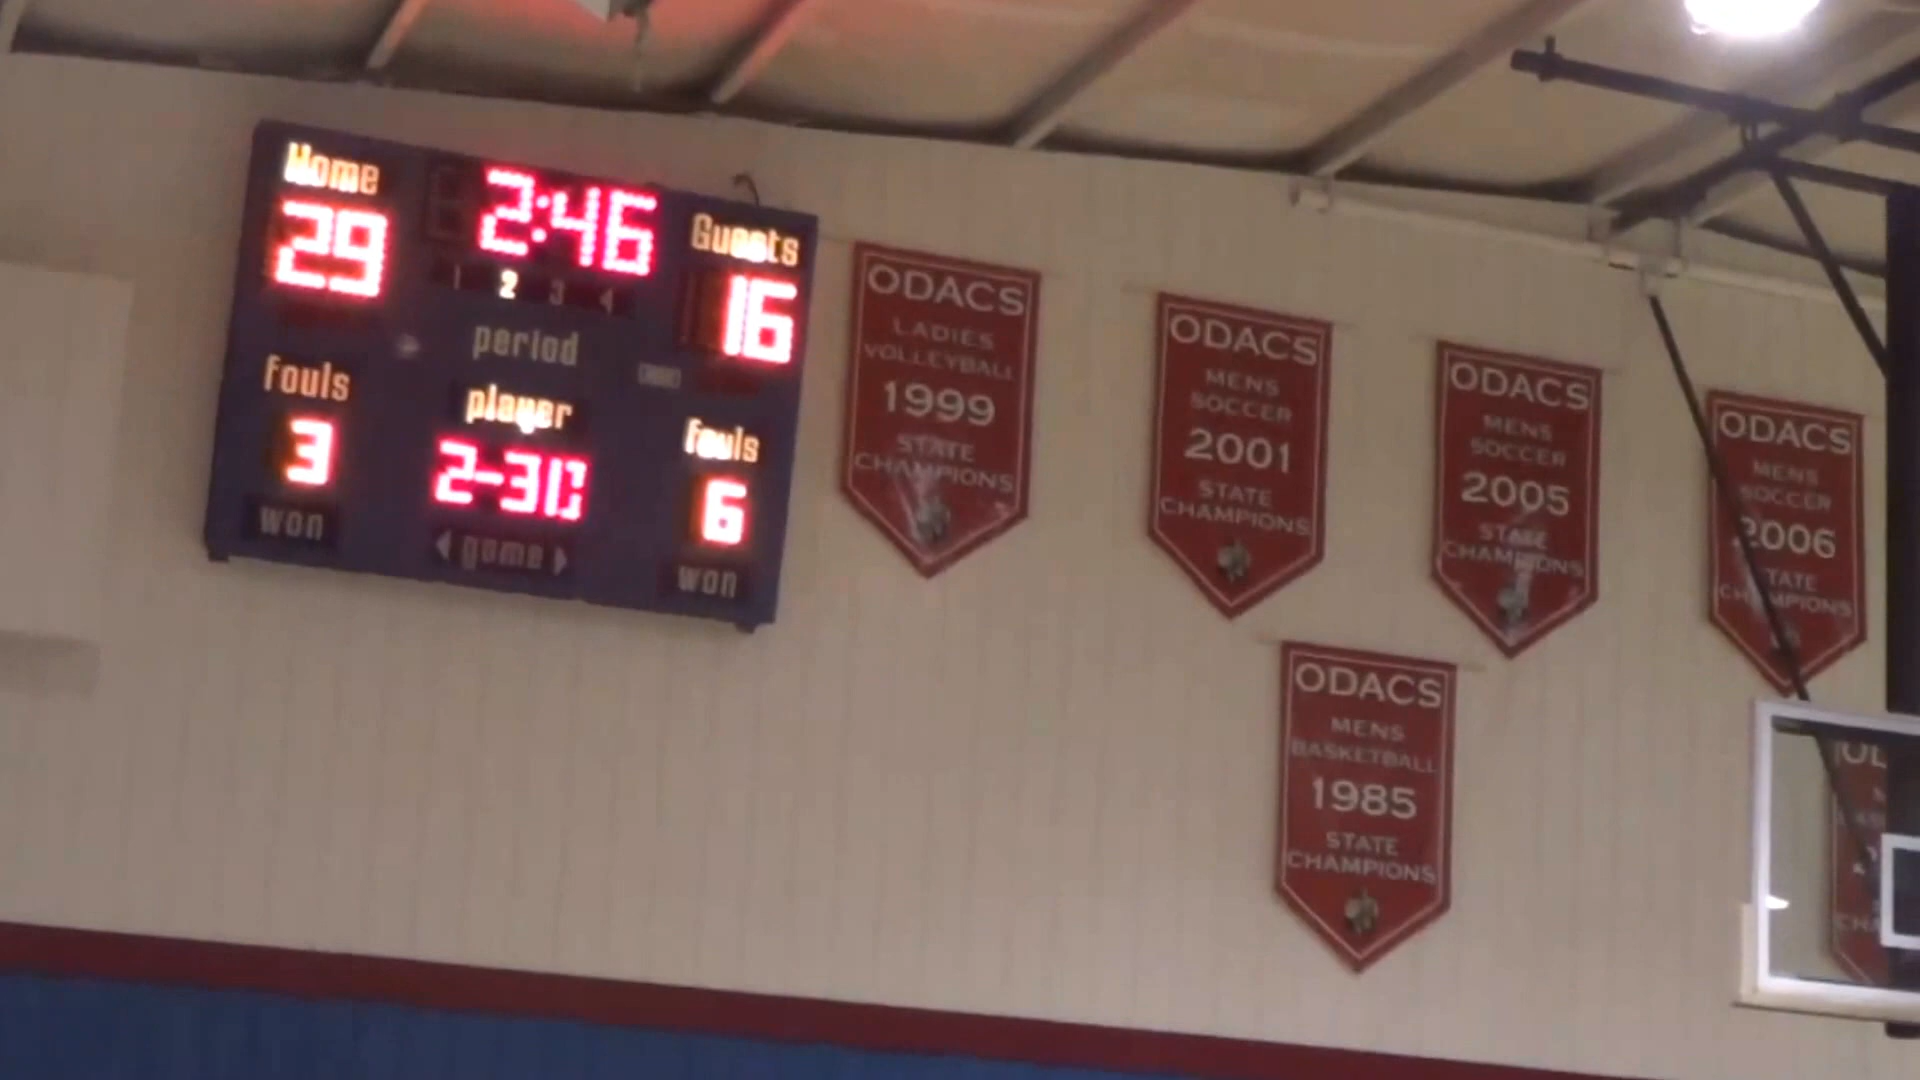 Home
2:46
Guests
29
16
1 2 3 4
period
fouls
player
fouls
3
2-3
6
won
game
won
ODACS
LADIES
VOLLEYBALL
1999
STATE
CHAMPIONS
ODACS
MENS
SOCCER
2001
STATE
CHAMPIONS
ODACS
MENS
SOCCER
2005
STATE
CHAMPIONS
ODACS
MENS
SOCCER
2006
STATE
CHAMPIONS
ODACS
MENS
BASKETBALL
1985
STATE
CHAMPIONS